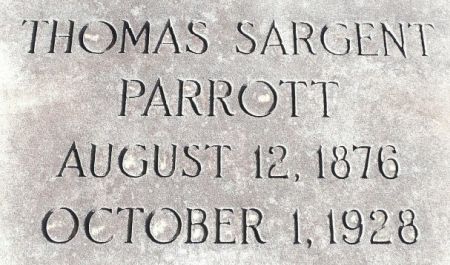 THOMAS SARGENT
PARROTT
AUGUST 12, 1876
OCTOBER 1, 1928